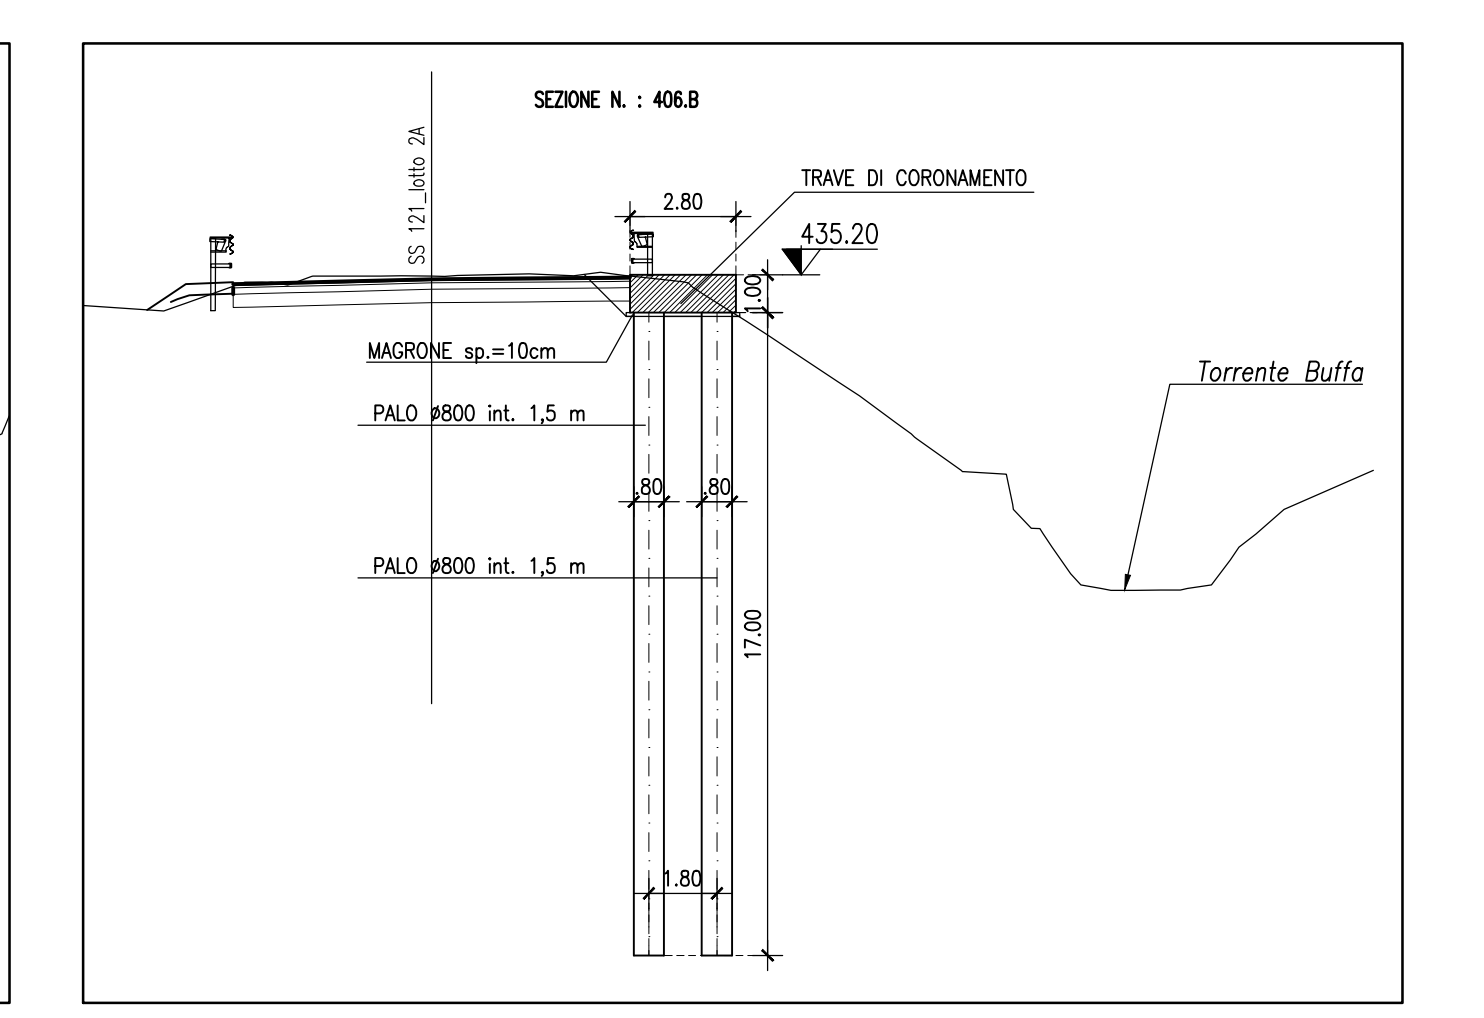 SEZIONE N. : 406.B
SS 121_lotto 2A
TRAVE DI CORONAMENTO
2.80
435.20
1.00
MAGRONE sp.=10cm
Torrente Buffa
PALO Ø800 int. 1,5 m
.80
.80
PALO Ø800 int. 1,5 m
17.00
1.80